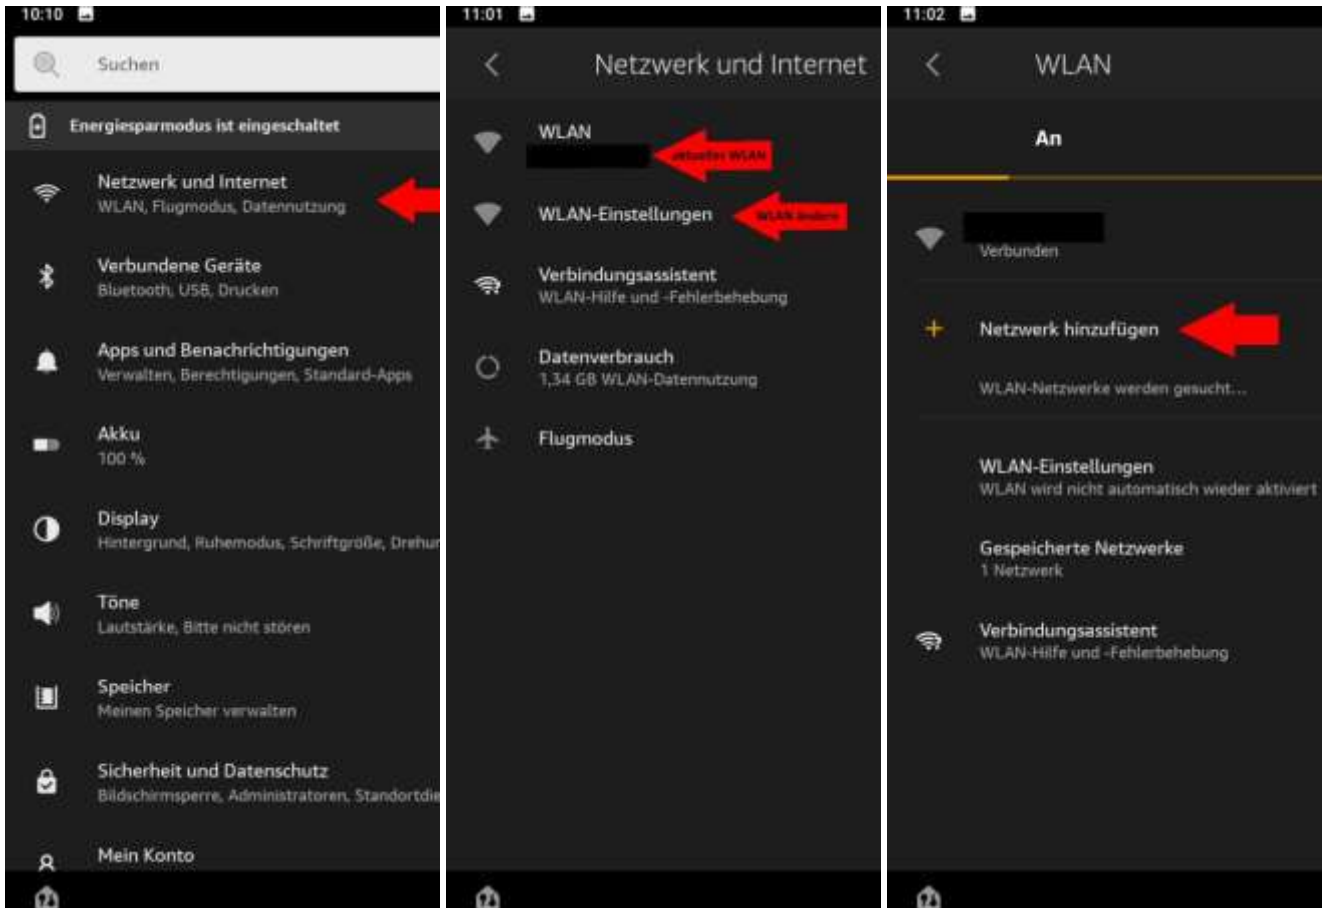 10:10
Suchen
Energiesparmodus ist eingeschaltet
Netzwerk und Internet
WLAN, Flugmodus, Datennutzung
Verbundene Geräte
Bluetooth, USB, Drucken
Apps und Benachrichtigungen
Verwalten, Berechtigungen, Standard-Apps
Akku
100 %
Display
Hintergrund, Ruhemodus, Schriftgröße, Drehun
Töne
Lautstärke, Bitte nicht stören
Speicher
Meinen Speicher verwalten
Sicherheit und Datenschutz
Bildschirmsperre, Administratoren, Standortdie
Mein Konto
11:01
Netzwerk und Internet
WLAN
aktuelles WLAN
WLAN-Einstellungen
WLAN ändern
Verbindungsassistent
WLAN-Hilfe und -Fehlerbehebung
Datenverbrauch
1,34 GB WLAN-Datennutzung
Flugmodus
11:02
WLAN
An
Verbunden
Netzwerk hinzufügen
WLAN-Netzwerke werden gesucht...
WLAN-Einstellungen
WLAN wird nicht automatisch wieder aktiviert
Gespeicherte Netzwerke
1 Netzwerk
Verbindungsassistent
WLAN-Hilfe und -Fehlerbehebung